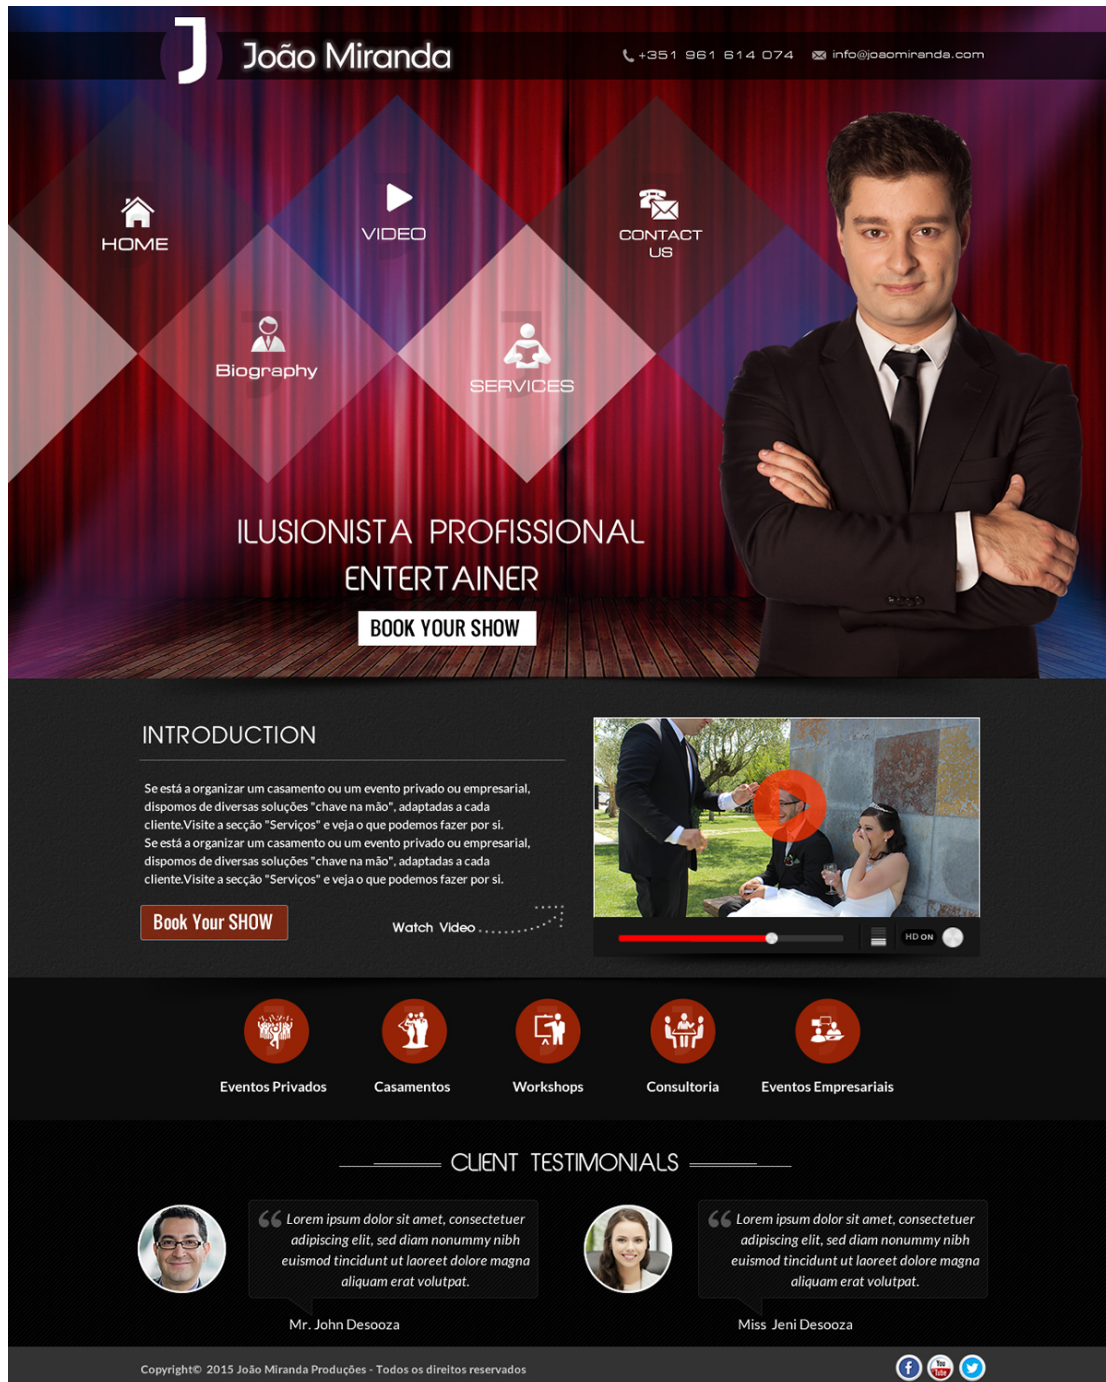 J
João Miranda
+351 961 614 074
info@joaomiranda.com
HOME
VIDEO
CONTACT
US
Biography
SERVICES
ILUSIONISTA PROFISSIONAL
ENTERTAINER
BOOK YOUR SHOW
INTRODUCTION
Se está a organizar um casamento ou um evento privado ou empresarial,
dispomos de diversas soluções "chave na mão", adaptadas a cada
cliente.Visite a secção "Serviços" e veja o que podemos fazer por si.
Se está a organizar um casamento ou um evento privado ou empresarial,
dispomos de diversas soluções "chave na mão", adaptadas a cada
cliente.Visite a secção "Serviços" e veja o que podemos fazer por si.
Book Your SHOW
Watch Video
HD ON
Eventos Privados
Casamentos
Workshops
Consultoria
Eventos Empresariais
CLIENT TESTIMONIALS
Lorem ipsum dolor sit amet, consectetuer
adipiscing elit, sed diam nonummy nibh
euismod tincidunt ut laoreet dolore magna
aliquam erat volutpat.
Mr. John Desooza
Lorem ipsum dolor sit amet, consectetuer
adipiscing elit, sed diam nonummy nibh
euismod tincidunt ut laoreet dolore magna
aliquam erat volutpat.
Miss Jeni Desooza
Copyright© 2015 João Miranda Produções - Todos os direitos reservados
f
You
Tube